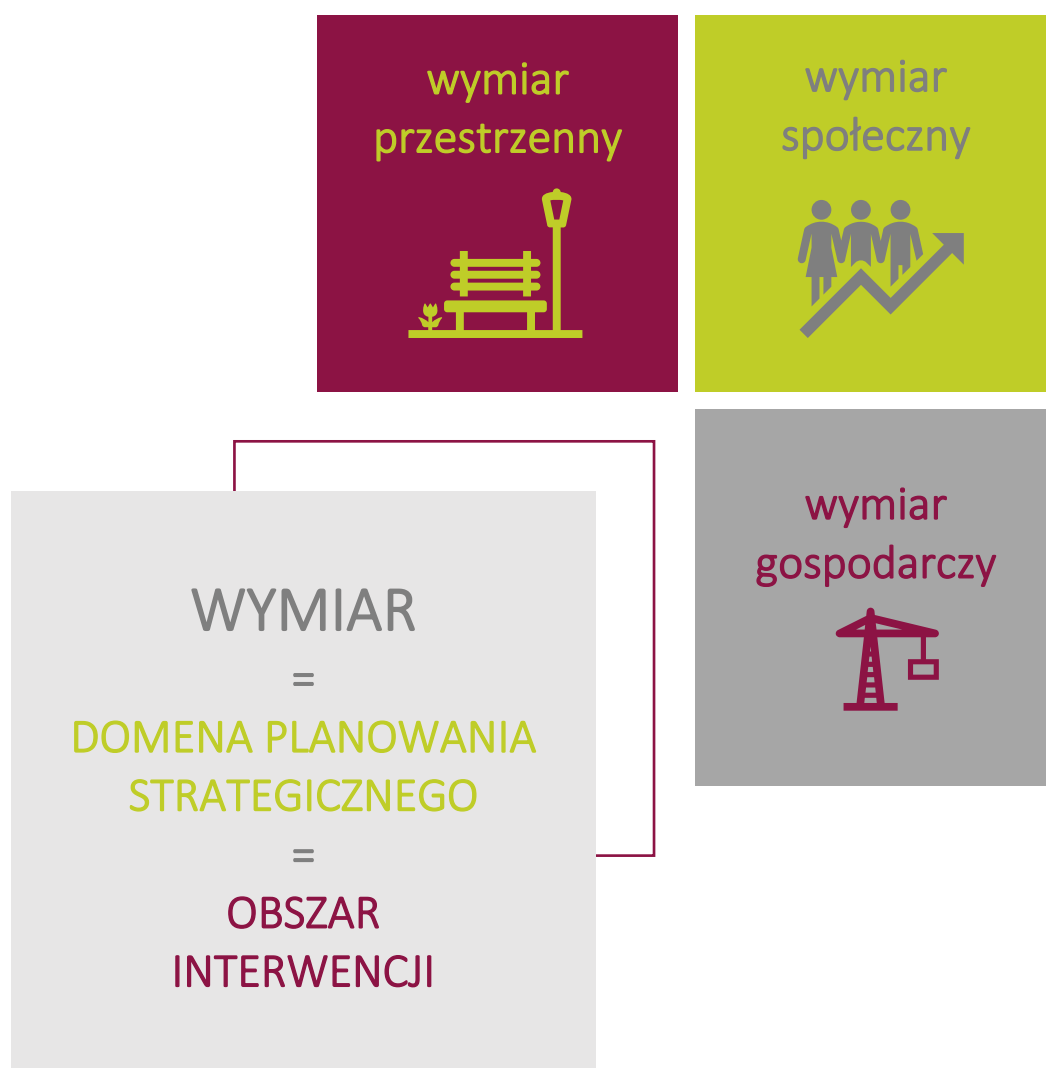 wymiar
przestrzenny
wymiar
społeczny
wymiar
gospodarczy
WYMIAR
=
DOMENA PLANOWANIA
STRATEGICZNEGO
=
OBSZAR
INTERWENCJI